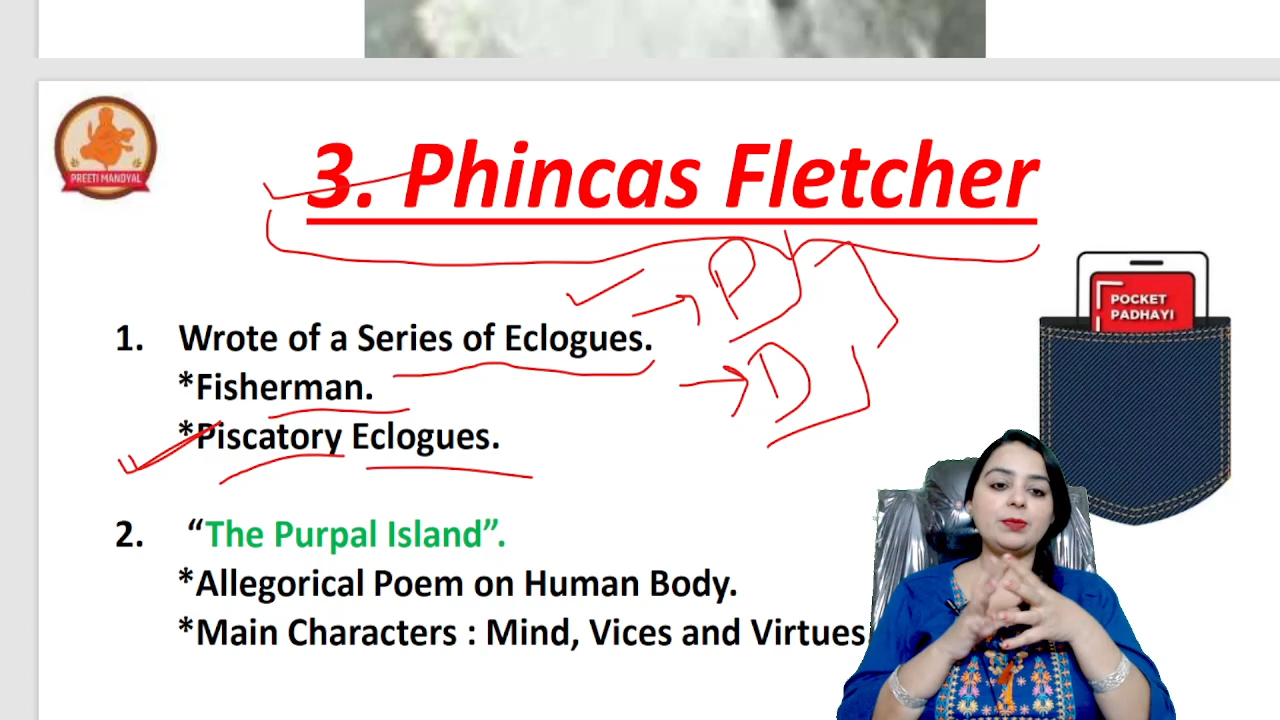 PREETI MANDYAL
3. Phincas Fletcher
P
D
POCKET
PADHAYI
1. Wrote of a Series of Eclogues.
*Fisherman.
*Piscatory Eclogues.
2. “The Purpal Island”.
*Allegorical Poem on Human Body.
*Main Characters : Mind, Vices and Virtues